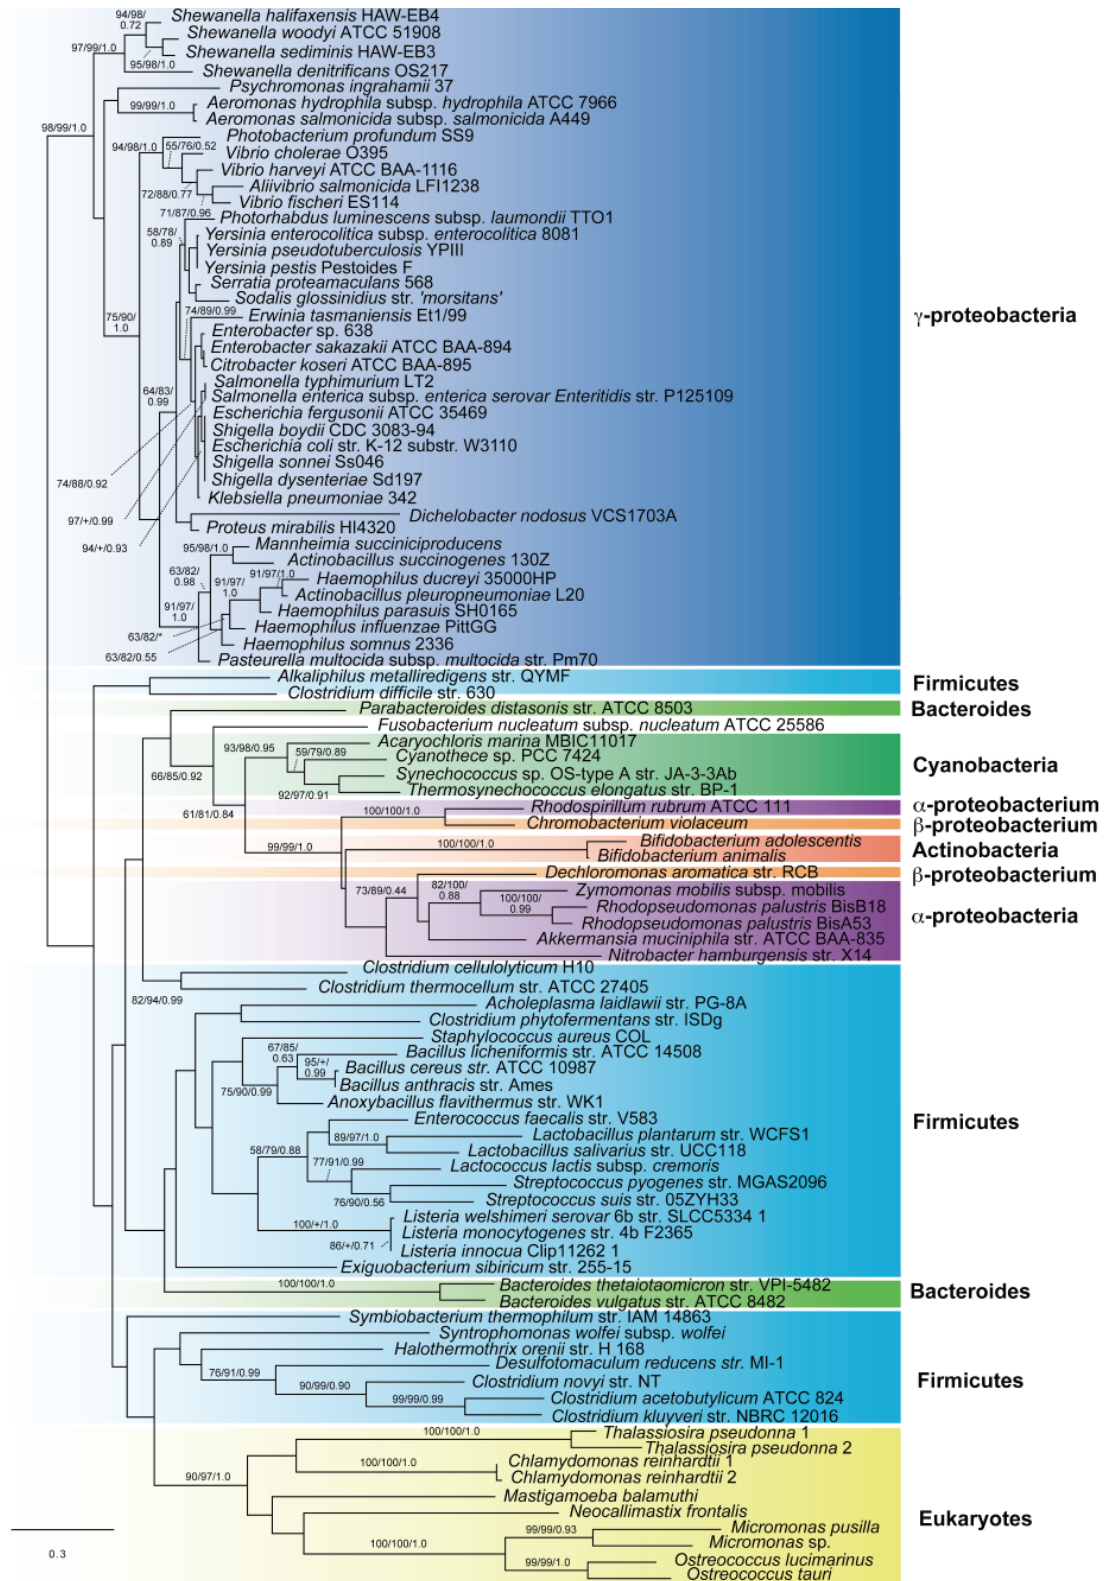 94/98/
0.72
Shewanella halifaxensis HAW-EB4
Shewanella woodyi ATCC 51908
97/99/1.0
Shewanella sediminis HAW-EB3
95/98/1.0
Shewanella denitrificans OS217
Psychromonas ingrahamii 37
99/99/1.0
Aeromonas hydrophila subsp. hydrophila ATCC 7966
Aeromonas salmonicida subsp. salmonicida A449
98/99/1.0
Photobacterium profundum SS9
94/98/1.0
55/76/0.52
Vibrio cholerae O395
Vibrio harveyi ATCC BAA-1116
72/88/0.77
Aliivibrio salmonicida LFI1238
Vibrio fischeri ES114
71/87/0.96
Photorhabdus luminescens subsp. laumondii TTO1
58/78/
0.89
Yersinia enterocolitica subsp. enterocolitica 8081
Yersinia pseudotuberculosis YPIII
Yersinia pestis Pestoides F
Serratia proteamaculans 568
Sodalis glossinidius str. 'morsitans'
74/89/0.99
Erwinia tasmaniensis Et1/99
75/90/
1.0
Enterobacter sp. 638
Enterobacter sakazakii ATCC BAA-894
Citrobacter koseri ATCC BAA-895
Salmonella typhimurium LT2
64/83/
0.99
Salmonella enterica subsp. enterica serovar Enteritidis str. P125109
Escherichia fergusonii ATCC 35469
Shigella boydii CDC 3083-94
Escherichia coli str. K-12 substr. W3110
Shigella sonnei Ss046
Shigella dysenteriae Sd197
74/88/0.92
Klebsiella pneumoniae 342
97/+/0.99
Dichelobacter nodosus VCS1703A
Proteus mirabilis HI4320
94/+/0.93
95/98/1.0
Mannheimia succiniciproducens
Actinobacillus succinogenes 130Z
63/82/
0.98
91/97/
1.0
91/97/1.0
Haemophilus ducreyi 35000HP
Actinobacillus pleuropneumoniae L20
91/97/
1.0
Haemophilus parasuis SH0165
Haemophilus influenzae PittGG
63/82/*
Haemophilus somnus 2336
63/82/0.55
Pasteurella multocida subsp. multocida str. Pm70
γ-proteobacteria
Alkaliphilus metalliredigens str. QYMF
Clostridium difficile str. 630
Firmicutes
Parabacteroides distasonis str. ATCC 8503
Bacteroides
Fusobacterium nucleatum subsp. nucleatum ATCC 25586
93/98/0.95
Acaryochloris marina MBIC11017
59/79/0.89
Cyanothece sp. PCC 7424
66/85/0.92
Synechococcus sp. OS-type A str. JA-3-3Ab
92/97/0.91
Thermosynechococcus elongatus str. BP-1
Cyanobacteria
61/81/0.84
100/100/1.0
Rhodospirillum rubrum ATCC 111
α-proteobacterium
Chromobacterium violaceum
β-proteobacterium
99/99/1.0
100/100/1.0
Bifidobacterium adolescentis
Bifidobacterium animalis
Actinobacteria
Dechloromonas aromatica str. RCB
β-proteobacterium
73/89/0.44
82/100/
0.88
Zymomonas mobilis subsp. mobilis
100/100/
0.99
Rhodopseudomonas palustris BisB18
Rhodopseudomonas palustris BisA53
Akkermansia muciniphila str. ATCC BAA-835
Nitrobacter hamburgensis str. X14
α-proteobacteria
Clostridium cellulolyticum H10
Clostridium thermocellum str. ATCC 27405
82/94/0.99
Acholeplasma laidlawii str. PG-8A
Clostridium phytofermentans str. ISDg
Staphylococcus aureus COL
67/85/
0.63
Bacillus licheniformis str. ATCC 14508
95/+/
0.99
Bacillus cereus str. ATCC 10987
Bacillus anthracis str. Ames
75/90/0.99
Anoxybacillus flavithermus str. WK1
Enterococcus faecalis str. V583
89/97/1.0
Lactobacillus plantarum str. WCFS1
58/79/0.88
Lactobacillus salivarius str. UCC118
77/91/0.99
Lactococcus lactis subsp. cremoris
Streptococcus pyogenes str. MGAS2096
76/90/0.56
Streptococcus suis str. 05ZYH33
100/+/1.0
Listeria welshimeri serovar 6b str. SLCC5334 1
Listeria monocytogenes str. 4b F2365
86/+/0.71
Listeria innocua Clip11262 1
Exiguobacterium sibiricum str. 255-15
Firmicutes
100/100/1.0
Bacteroides thetaiotaomicron str. VPI-5482
Bacteroides vulgatus str. ATCC 8482
Bacteroides
Symbiobacterium thermophilum str. IAM 14863
Syntrophomonas wolfei subsp. wolfei
Halothermothrix orenii str. H 168
76/91/0.99
Desulfotomaculum reducens str. MI-1
90/99/0.90
Clostridium novyi str. NT
99/99/0.99
Clostridium acetobutylicum ATCC 824
Clostridium kluyveri str. NBRC 12016
Firmicutes
100/100/1.0
Thalassiosira pseudonna 1
Thalassiosira pseudonna 2
100/100/1.0
Chlamydomonas reinhardtii 1
Chlamydomonas reinhardtii 2
90/97/1.0
Mastigamoeba balamuthi
Neocallimastix frontalis
99/99/0.93
Micromonas pusilla
Micromonas sp.
100/100/1.0
99/99/1.0
Ostreococcus lucimarinus
Ostreococcus tauri
Eukaryotes
0.3